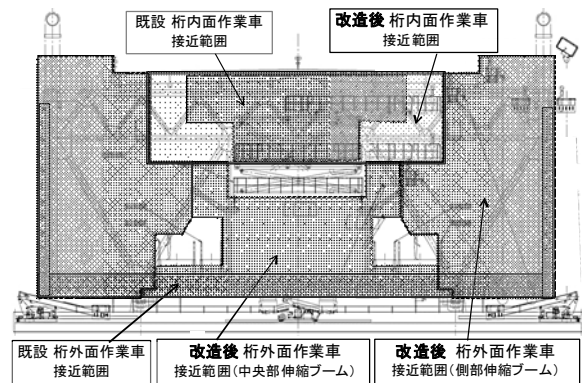 既設 桁内面作業車
接近範囲
改造後 桁内面作業車
接近範囲
既設 桁外面作業車
接近範囲
改造後 桁外面作業車
接近範囲(中央部伸縮ブーム)
改造後 桁外面作業車
接近範囲(側部伸縮ブーム)